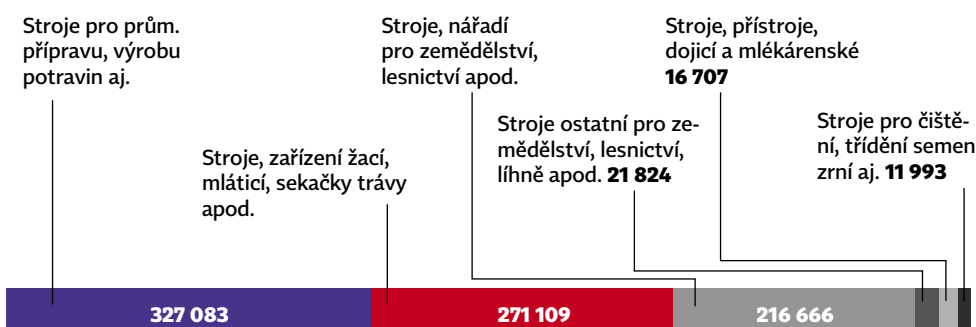 Stroje pro prům.
přípravu, výrobu
potravin aj.
Stroje, zařízení žací,
mláticí, sekačky trávy
apod.
Stroje, nářadí
pro zemědělství,
lesnictví apod.
Stroje ostatní pro ze-
mědělství, lesnictví,
líhně apod. 21 824
Stroje, přístroje,
dojicí a mlékárenské
16 707
Stroje pro čiště-
ní, třídění semen
zrní aj. 11 993
327 083
271 109
216 666